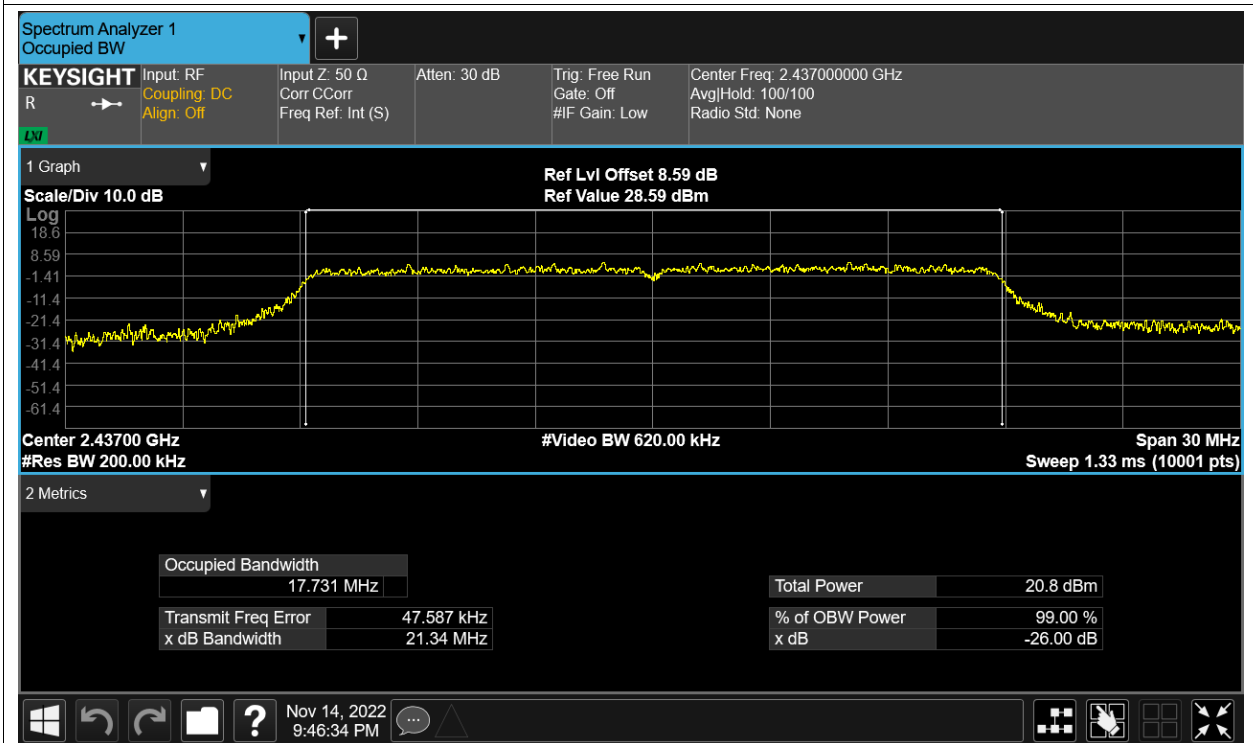 Spectrum Analyzer 1
Occupied BW
KEYSIGHT
R
LXI
Input: RF
Coupling: DC
Align: Off
Input Z: 50 Ω
Corr CCorr
Freq Ref: Int (S)
Atten: 30 dB
Trig: Free Run
Gate: Off
#IF Gain: Low
Center Freq: 2.437000000 GHz
Avg|Hold: 100/100
Radio Std: None
1 Graph
Scale/Div 10.0 dB
Ref Lvl Offset 8.59 dB
Ref Value 28.59 dBm
Log
18.6
8.59
-1.41
-11.4
-21.4
-31.4
-41.4
-51.4
-61.4
Center 2.43700 GHz
#Res BW 200.00 kHz
#Video BW 620.00 kHz
Span 30 MHz
Sweep 1.33 ms (10001 pts)
2 Metrics
Occupied Bandwidth
17.731 MHz
Transmit Freq Error 47.587 kHz
x dB Bandwidth 21.34 MHz
Total Power 20.8 dBm
% of OBW Power 99.00 %
x dB -26.00 dB
?
Nov 14, 2022
9:46:34 PM